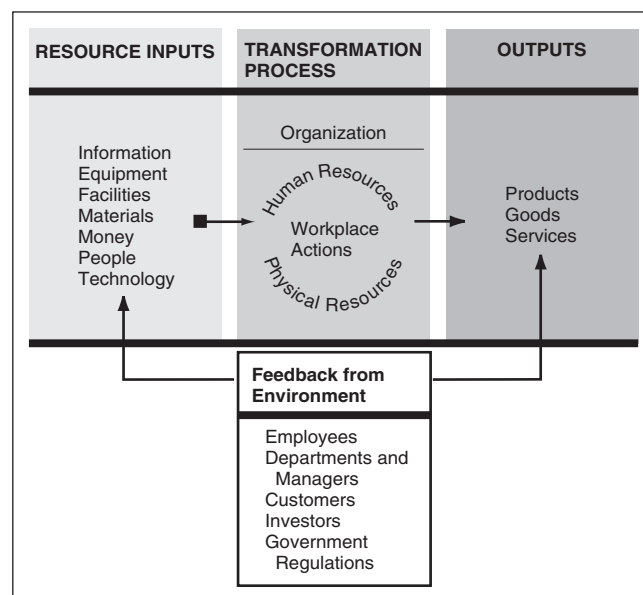 RESOURCE INPUTS
TRANSFORMATION
PROCESS
OUTPUTS
Information
Equipment
Facilities
Materials
Money
People
Technology
Organization
Human Resources
Workplace
Actions
Physical Resources
Products
Goods
Services
Feedback from
Environment
Employees
Departments and
Managers
Customers
Investors
Government
Regulations